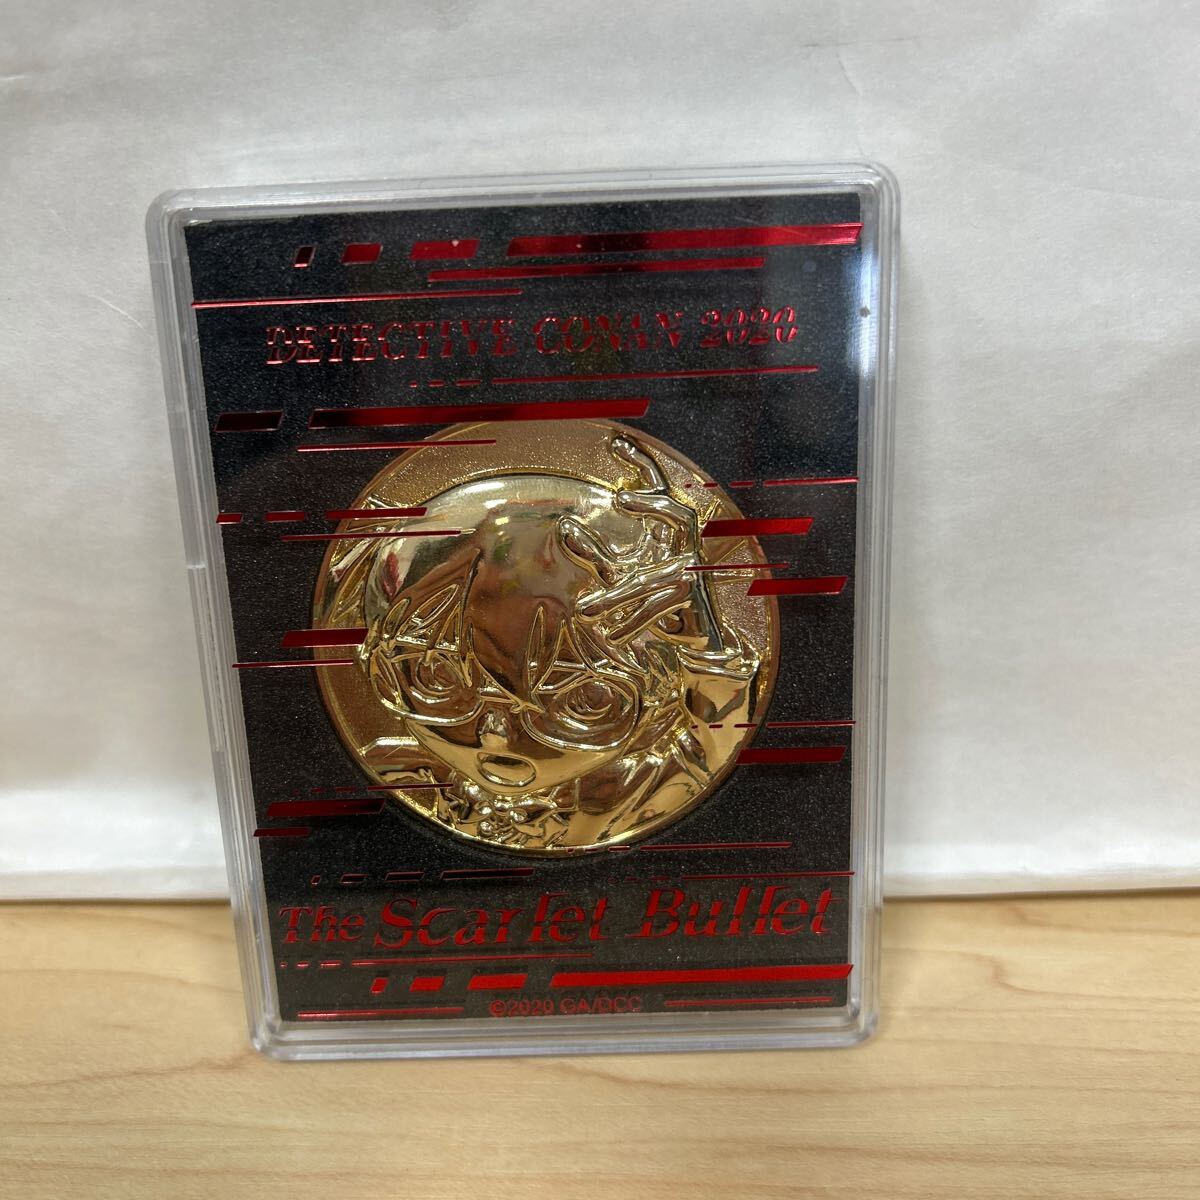 DETECTIVE CONAN 2020
The Scarlet Bullet
©2020 GA/DCC